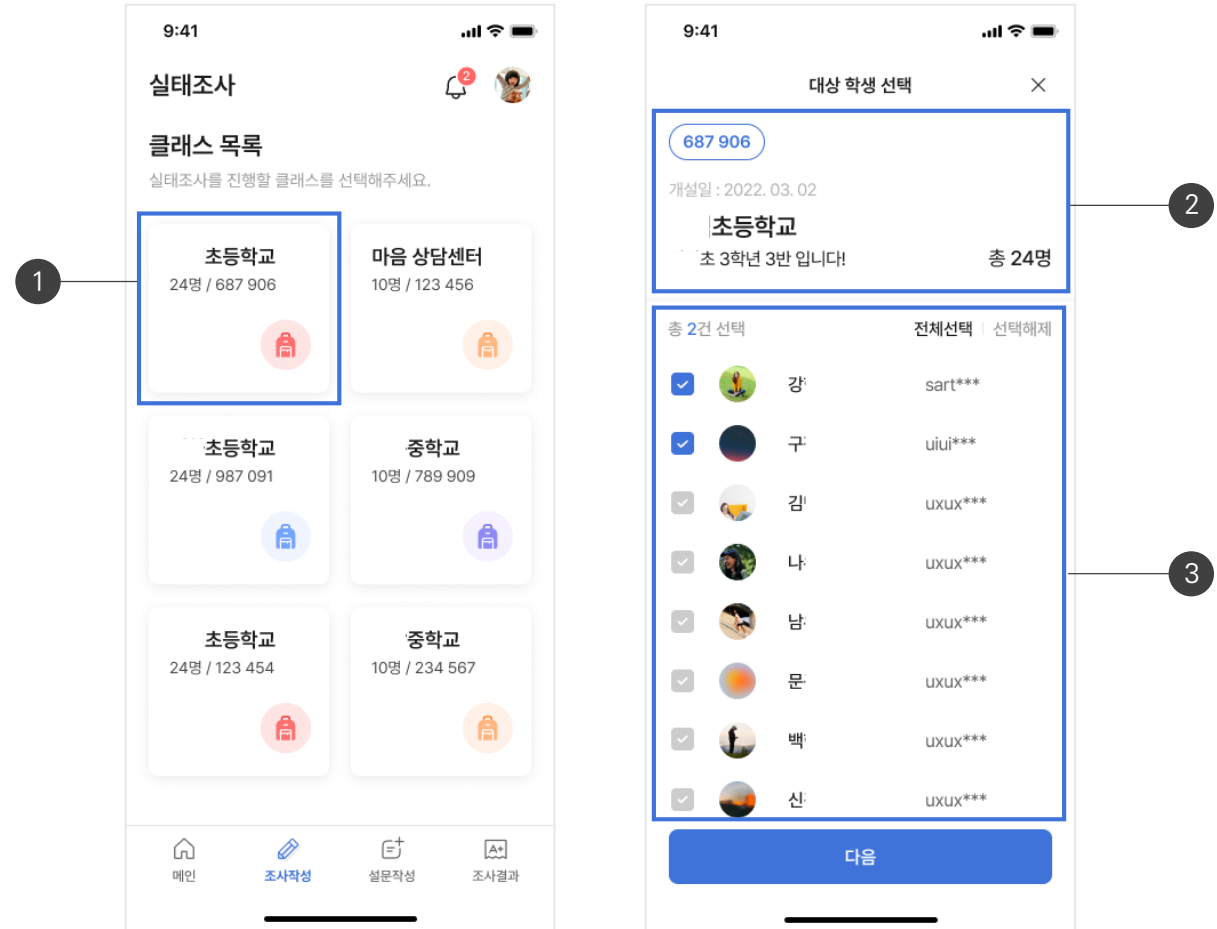 9:41
실태조사
2
클래스 목록
실태조사를 진행할 클래스를 선택해주세요.
초등학교
24명 / 687 906
마음 상담센터
10명 / 123 456
1
초등학교
24명 / 987 091
중학교
10명 / 789 909
초등학교
24명 / 123 454
중학교
10명 / 234 567
메인
조사작성
설문작성
A+
조사결과
9:41
대상 학생 선택
687 906
개설일 : 2022. 03. 02
초등학교
초 3학년 3반 입니다!
총 24명
2
총 2건 선택
전체선택 | 선택해제
강 sart***
구 uiui***
김 uxux***
나 uxux***
남 uxux***
문 uxux***
백 uxux***
신 uxux***
3
다음